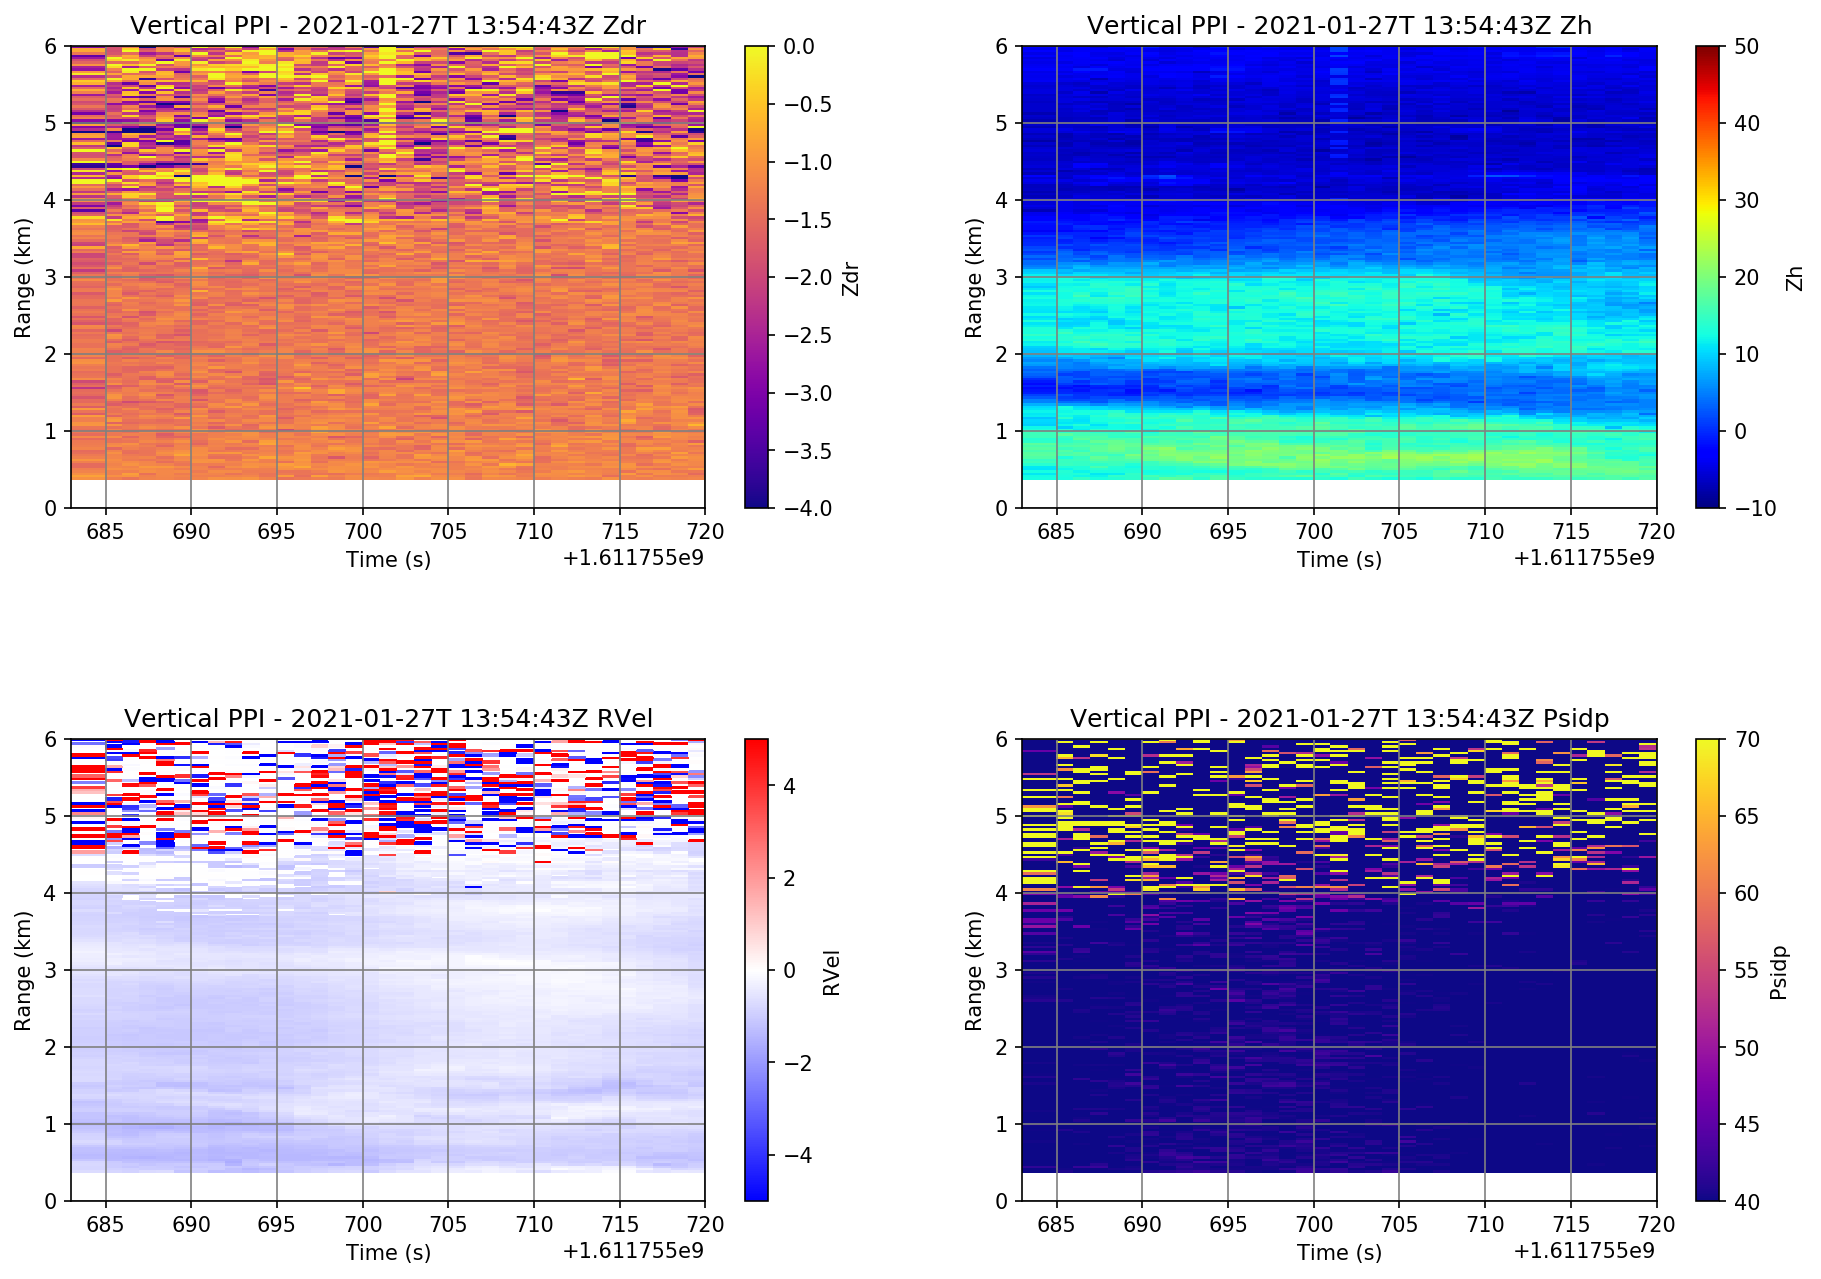 Vertical PPI - 2021-01-27T 13:54:43Z Zdr
6
5
4
3
2
1
0
Range (km)
685 690 695 700 705 710 715 720
Time (s)
+1.611755e9
0.0
−0.5
−1.0
−1.5
−2.0
−2.5
−3.0
−3.5
−4.0
Zdr
Vertical PPI - 2021-01-27T 13:54:43Z Zh
6
5
4
3
2
1
0
Range (km)
685 690 695 700 705 710 715 720
Time (s)
+1.611755e9
50
40
30
20
10
0
−10
Zh
Vertical PPI - 2021-01-27T 13:54:43Z RVel
6
5
4
3
2
1
0
Range (km)
685 690 695 700 705 710 715 720
Time (s)
+1.611755e9
4
2
0
−2
−4
RVel
Vertical PPI - 2021-01-27T 13:54:43Z Psidp
6
5
4
3
2
1
0
Range (km)
685 690 695 700 705 710 715 720
Time (s)
+1.611755e9
70
65
60
55
50
45
40
Psidp